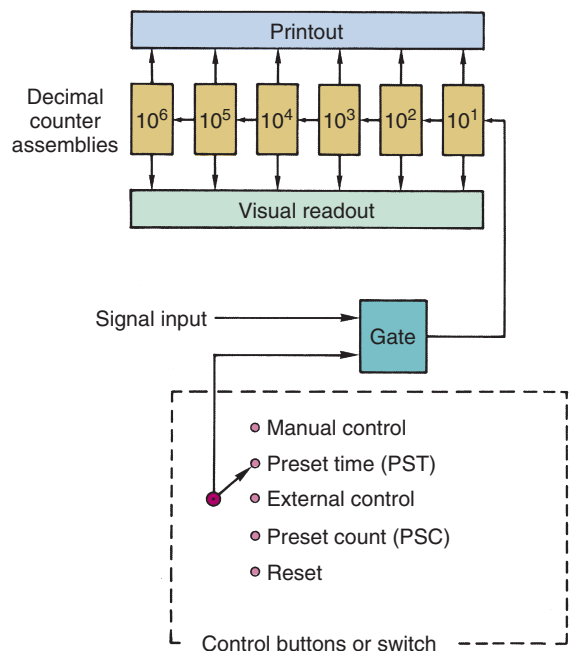 Printout
Decimal
counter
assemblies
10⁶ 10⁵ 10⁴ 10³ 10² 10¹
Visual readout
Signal input
Gate
Manual control
Preset time (PST)
External control
Preset count (PSC)
Reset
Control buttons or switch